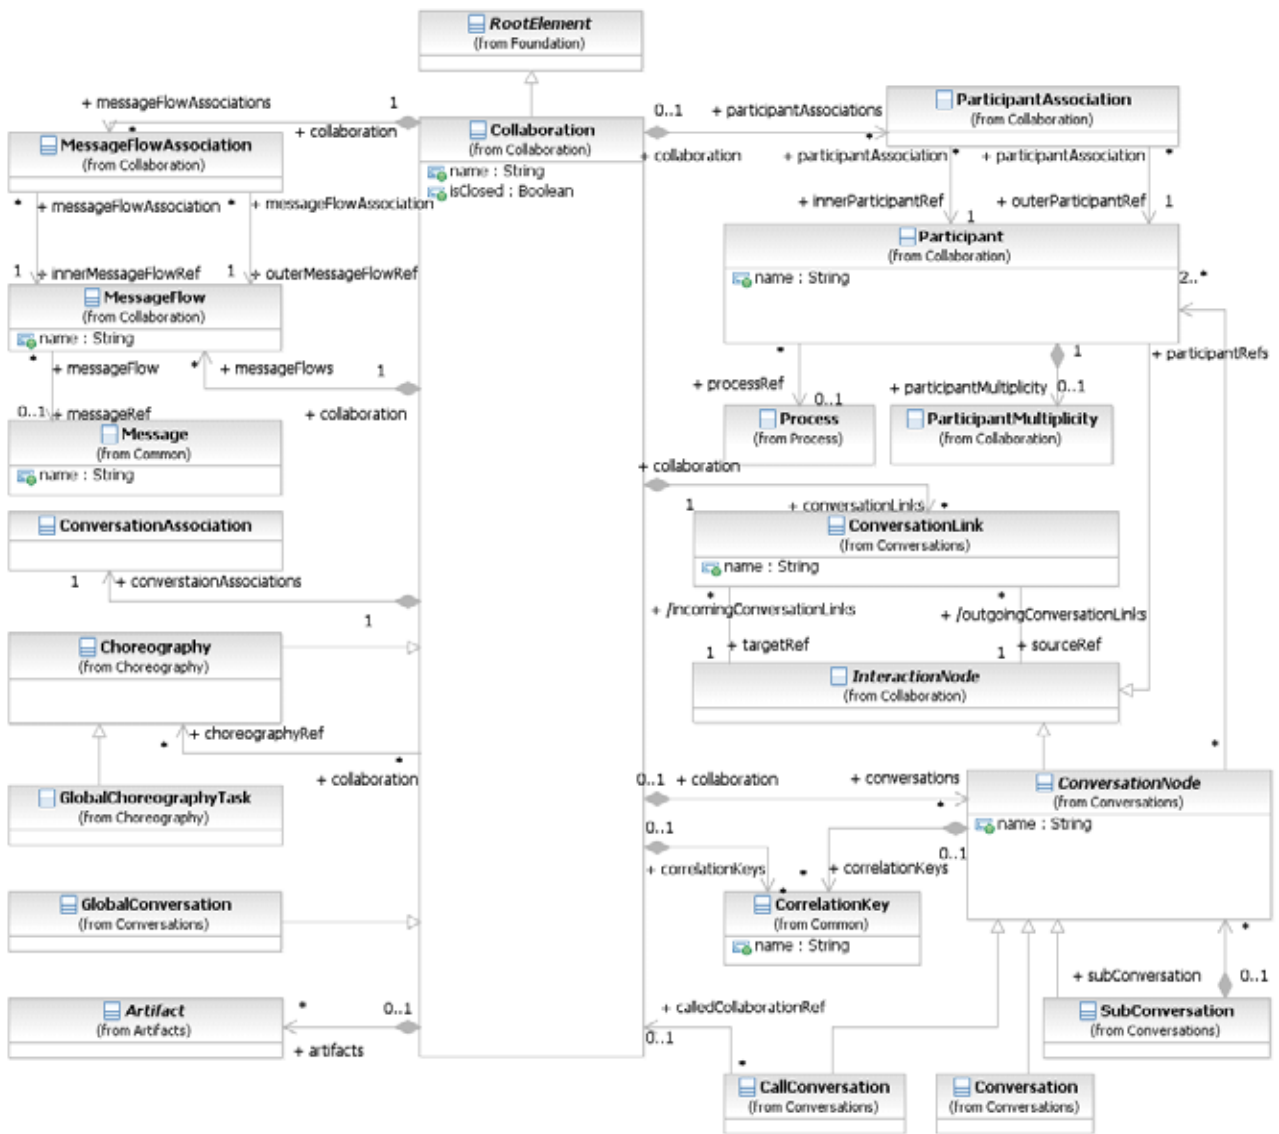 RootElement
(from Foundation)
+ messageFlowAssociations
1
*
+ collaboration
0..1
+ participantAssociations
*
+ collaboration
ParticipantAssociation
(from Collaboration)
MessageFlowAssociation
(from Collaboration)
Collaboration
(from Collaboration)
name : String
isClosed : Boolean
+ participantAssociation
*
+ participantAssociation
*
* + messageFlowAssociation
* + messageFlowAssociation
+ innerParticipantRef
1
+ outerParticipantRef
1
1 + innerMessageFlowRef
1 + outerMessageFlowRef
Participant
(from Collaboration)
name : String
2..*
MessageFlow
(from Collaboration)
name : String
*
+ messageFlow
* + messageFlows
1
+ collaboration
0..1 + messageRef
*
+ processRef
0..1
1
+ participantMultiplicity
0..1
+ participantRefs
Message
(from Common)
name : String
Process
(from Process)
ParticipantMultiplicity
(from Collaboration)
+ collaboration
1
+ conversationLinks
*
ConversationAssociation
ConversationLink
(from Conversations)
name : String
1 + converstaionAssociations
1
*
+ /incomingConversationLinks
*
+ /outgoingConversationLinks
1 + targetRef
1 + sourceRef
Choreography
(from Choreography)
InteractionNode
(from Collaboration)
* + choreographyRef
*
+ collaboration
*
GlobalChoreographyTask
(from Choreography)
0..1 + collaboration
+ conversations
*
ConversationNode
(from Conversations)
name : String
0..1
+ correlationKeys
*
0..1
* + correlationKeys
GlobalConversation
(from Conversations)
CorrelationKey
(from Common)
name : String
*
+ subConversation
0..1
Artifact
(from Artifacts)
*
0..1
+ artifacts
+ caledCollaborationRef
0..1
*
SubConversation
(from Conversations)
CallConversation
(from Conversations)
Conversation
(from Conversations)